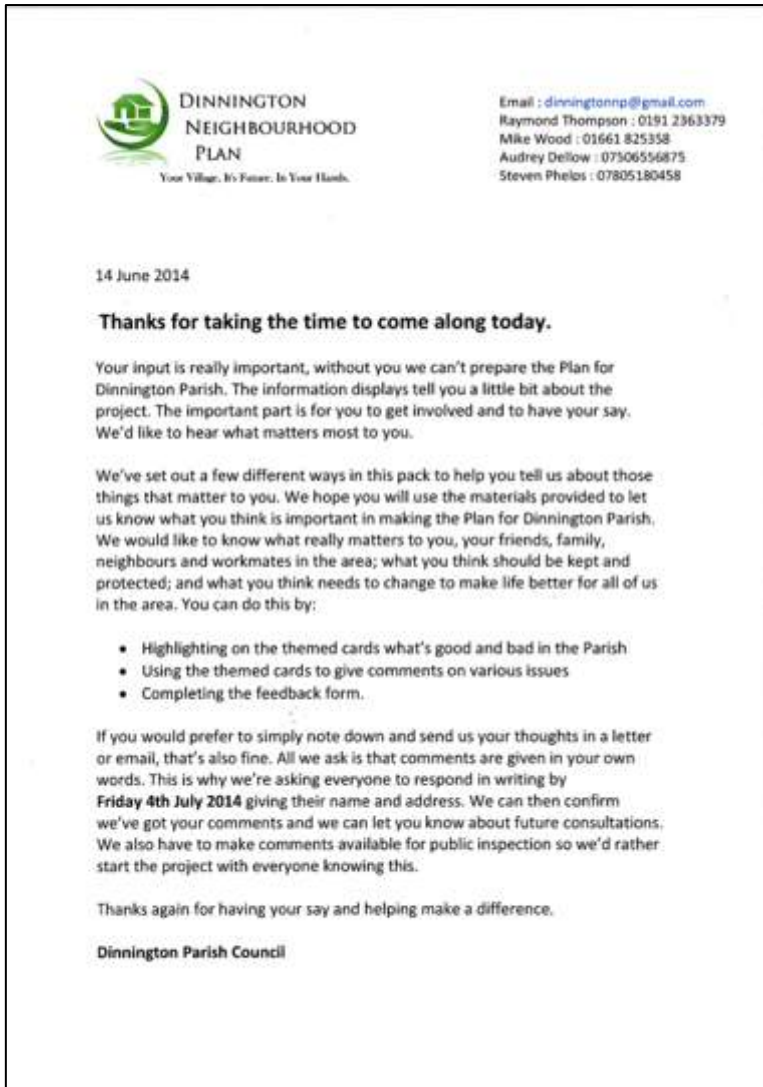 DINNINGTON
NEIGHBOURHOOD
PLAN
Your Village. It's Future. In Your Hands.
Email : dinningtonnp@gmail.com
Raymond Thompson : 0191 2363379
Mike Wood : 01661 825358
Audrey Dellow : 07506556875
Steven Phelps : 07805180458
14 June 2014
Thanks for taking the time to come along today.
Your input is really important, without you we can't prepare the Plan for
Dinnington Parish. The information displays tell you a little bit about the
project. The important part is for you to get involved and to have your say.
We'd like to hear what matters most to you.
We've set out a few different ways in this pack to help you tell us about those
things that matter to you. We hope you will use the materials provided to let
us know what you think is important in making the Plan for Dinnington Parish.
We would like to know what really matters to you, your friends, family,
neighbours and workmates in the area; what you think should be kept and
protected; and what you think needs to change to make life better for all of us
in the area. You can do this by:
• Highlighting on the themed cards what's good and bad in the Parish
• Using the themed cards to give comments on various issues
• Completing the feedback form.
If you would prefer to simply note down and send us your thoughts in a letter
or email, that's also fine. All we ask is that comments are given in your own
words. This is why we're asking everyone to respond in writing by
Friday 4th July 2014 giving their name and address. We can then confirm
we've got your comments and we can let you know about future consultations.
We also have to make comments available for public inspection so we'd rather
start the project with everyone knowing this.
Thanks again for having your say and helping make a difference.
Dinnington Parish Council